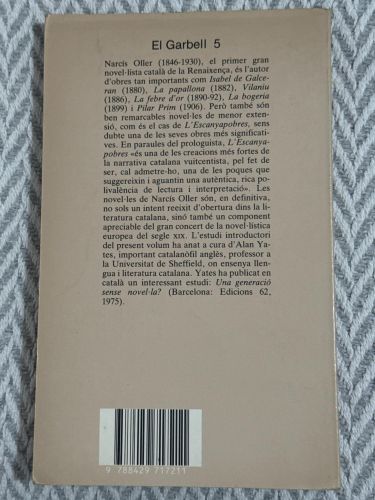 El Garbell 5
Narcís Oller (1846-1930), el primer gran
novel·lista català de la Renaixença, és l'autor
d'obres tan importants com Isabel de Galce-
ran (1880), La papallona (1882), Vilaniu
(1886), La febre d'or (1890-92), La bogeria
(1899) i Pilar Prim (1906). Però també són
ben remarcables novel·les de menor exten-
sió, com és el cas de L'Escanyapobres, sens
dubte una de les seves obres més significati-
ves. En paraules del prologuista, L'Escanya-
pobres «és una de les creacions més fortes de
la narrativa catalana vuitcentista, pel fet de
ser, cal admetre-ho, una de les poques que
suggereixin i aguantin una autèntica, rica po-
livalència de lectura i interpretació». Les
novel·les de Narcís Oller són, en definitiva,
no sols un intent reeixit d'obertura dins la lite-
ratura catalana, sinó també un component
apreciable del gran concert de la novel·lística
europea del segle XIX. L'estudi introductori
del present volum ha anat a cura d'Alan Ya-
tes, important catalanòfil anglès, professor a
la Universitat de Sheffield, on ensenya llen-
gua i literatura catalana. Yates ha publicat en
català un interessant estudi: Una generació
sense novel·la? (Barcelona: Edicions 62,
1975).
9 788429 717211